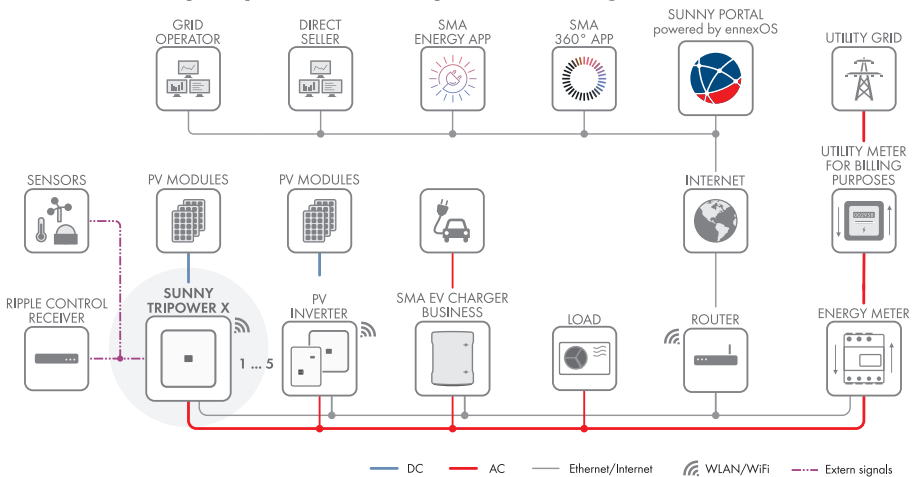 GRID
OPERATOR
DIRECT
SELLER
SMA
ENERGY APP
SMA
360° APP
SUNNY PORTAL
powered by ennexOS
UTILITY GRID
SENSORS
PV MODULES
PV MODULES
INTERNET
UTILITY METER
FOR BILLING
PURPOSES
RIPPLE CONTROL
RECEIVER
SUNNY
TRIPOWER X
1 ... 5
PV
INVERTER
SMA EV CHARGER
BUSINESS
LOAD
ROUTER
ENERGY METER
DC
AC
Ethernet/Internet
WLAN/WiFi
Extern signals